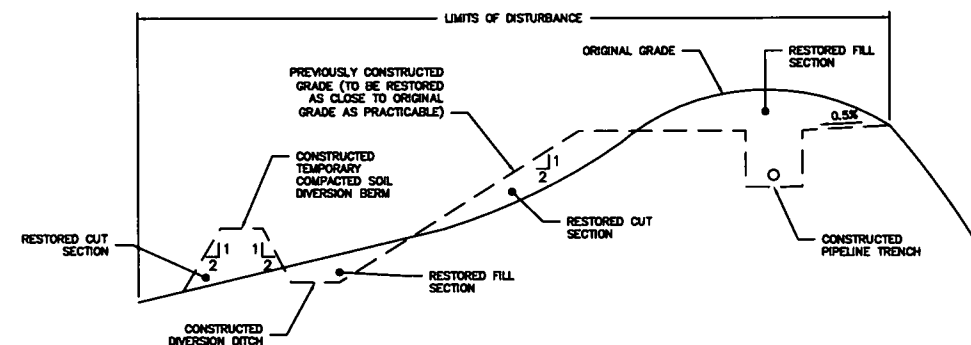 LIMITS OF DISTURBANCE
ORIGINAL GRADE
RESTORED FILL
SECTION
PREVIOUSLY CONSTRUCTED
GRADE (TO BE RESTORED
AS CLOSE TO ORIGINAL
GRADE AS PRACTICABLE)
0.5%
CONSTRUCTED
TEMPORARY
COMPACTED SOIL
DIVERSION BERM
1
2
RESTORED CUT
SECTION
1
2
1
2
RESTORED CUT
SECTION
CONSTRUCTED
PIPELINE TRENCH
RESTORED FILL
SECTION
CONSTRUCTED
DIVERSION DITCH